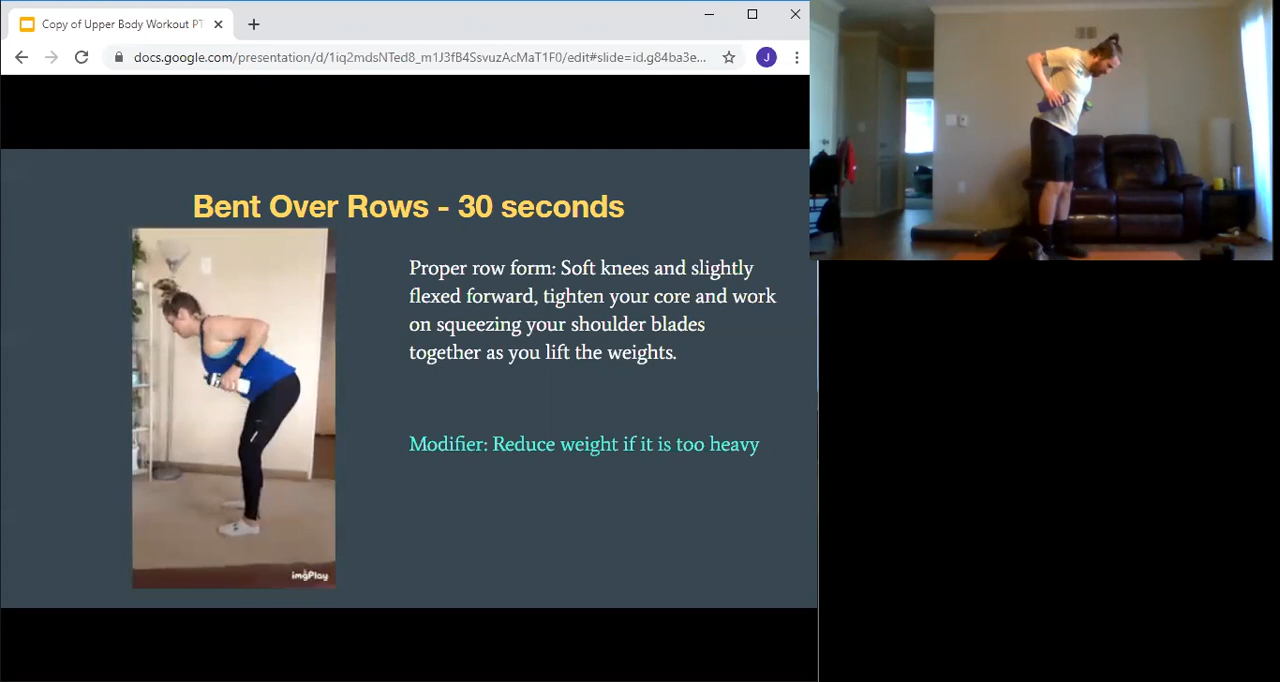 Copy of Upper Body Workout PT
docs.google.com/presentation/d/1iq2mdsNTed8_m1J3fB4SsvuzAcMaT1F0/edit#slide=id.g84ba3e...
J
Bent Over Rows - 30 seconds
Proper row form: Soft knees and slightly
flexed forward, tighten your core and work
on squeezing your shoulder blades
together as you lift the weights.
Modifier: Reduce weight if it is too heavy
imgPlay